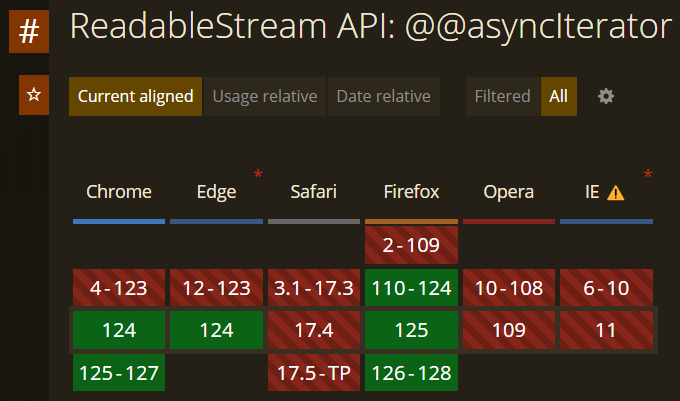 # ReadableStream API: @@asyncIterator
☆ Current aligned Usage relative Date relative Filtered All
* *
Chrome Edge Safari Firefox Opera IE ⚠
2-109
4-123 12-123 3.1-17.3 110-124 10-108 6-10
124 124 17.4 125 109 11
125-127 17.5-TP 126-128